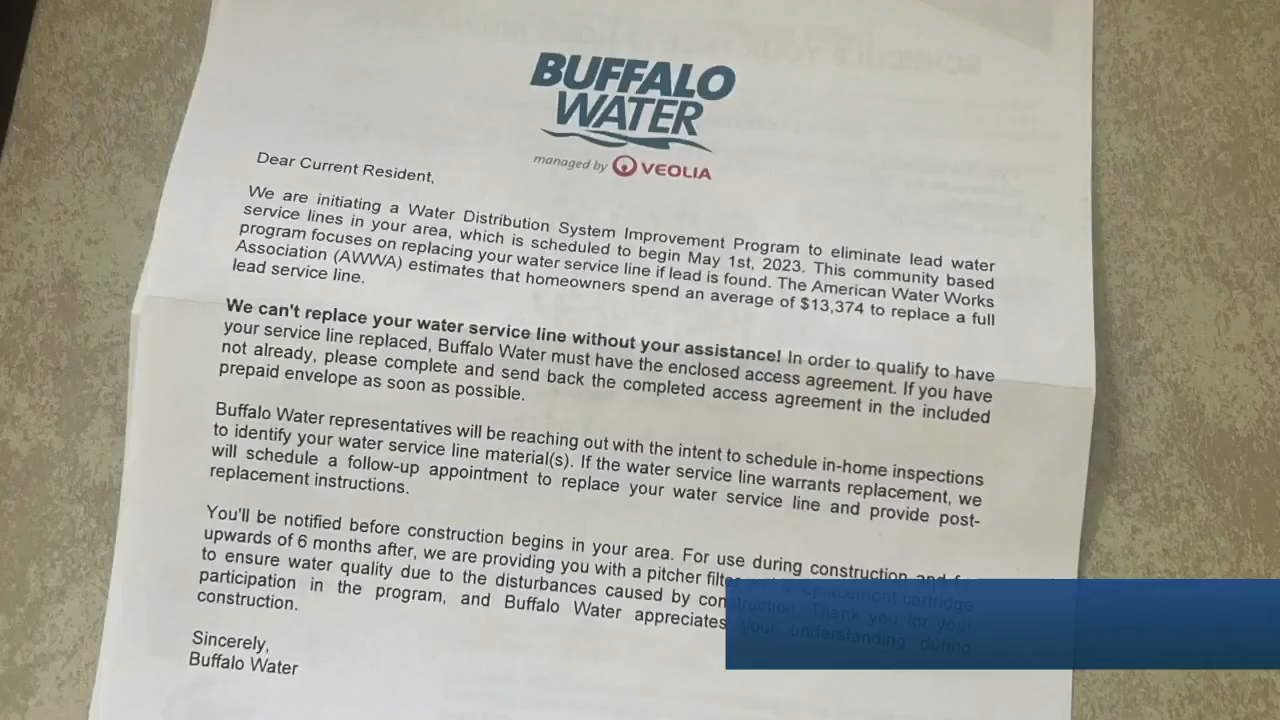 BUFFALO
WATER
managed by VEOLIA
Dear Current Resident,
We are initiating a Water Distribution System Improvement Program to eliminate lead water
service lines in your area, which is scheduled to begin May 1st, 2023. This community based
program focuses on replacing your water service line if lead is found. The American Water Works
Association (AWWA) estimates that homeowners spend an average of $13,374 to replace a full
lead service line.
We can't replace your water service line without your assistance! In order to qualify to have
your service line replaced, Buffalo Water must have the enclosed access agreement. If you have
not already, please complete and send back the completed access agreement in the included
prepaid envelope as soon as possible.
Buffalo Water representatives will be reaching out with the intent to schedule in-home inspections
to identify your water service line material(s). If the water service line warrants replacement, we
will schedule a follow-up appointment to replace your water service line and provide post-
replacement instructions.
You'll be notified before construction begins in your area. For use during construction and
upwards of 6 months after, we are providing you with a pitcher replacement cartridge
to ensure water quality due to the disturbances caused by construction. Thank you for your
participation in the program, and Buffalo Water appreciates your understanding during
construction.
Sincerely,
Buffalo Water